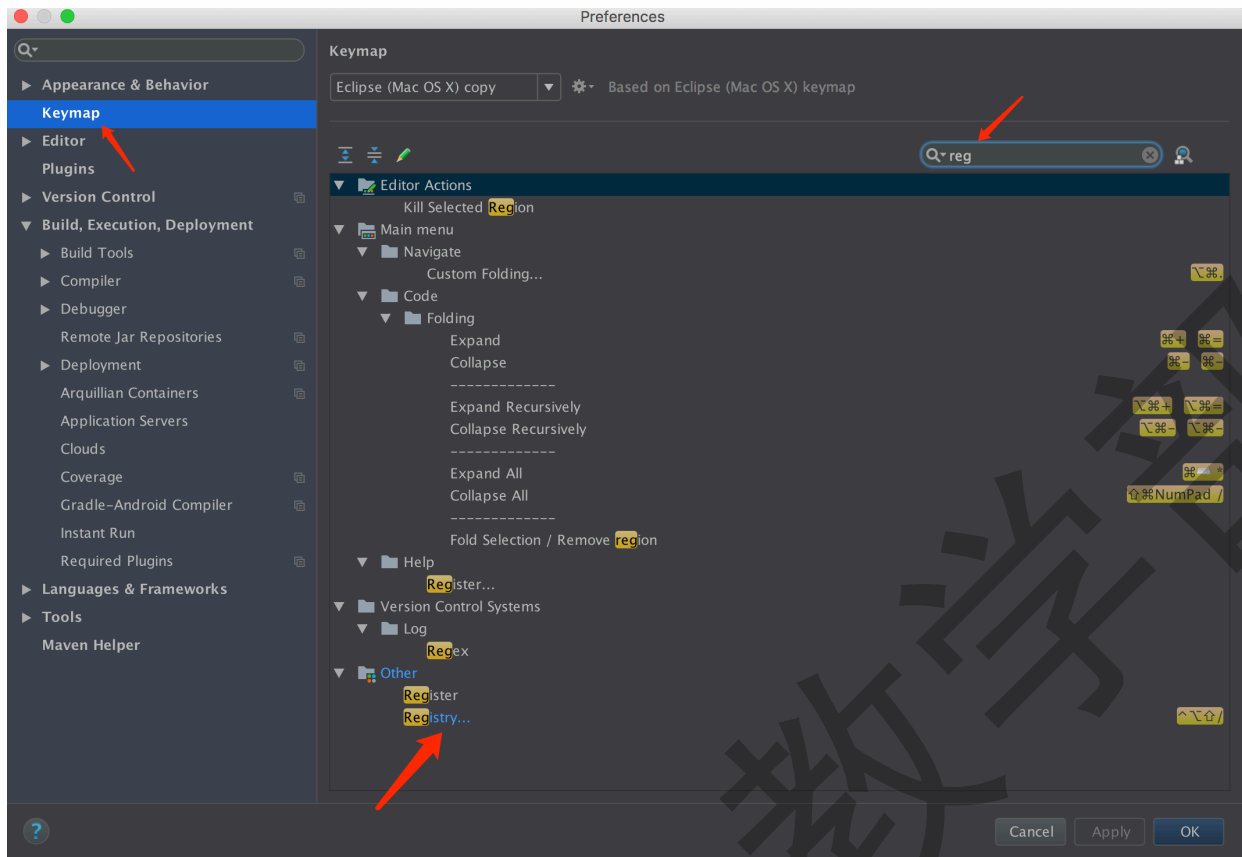 Preferences
Appearance & Behavior
Keymap
Editor
Plugins
Version Control
Build, Execution, Deployment
Build Tools
Compiler
Debugger
Remote Jar Repositories
Deployment
Arquillian Containers
Application Servers
Clouds
Coverage
Gradle-Android Compiler
Instant Run
Required Plugins
Languages & Frameworks
Tools
Maven Helper
Keymap
Eclipse (Mac OS X) copy
Based on Eclipse (Mac OS X) keymap
reg
Editor Actions
Kill Selected Region
Main menu
Navigate
Custom Folding... ⌥⌘.
Code
Folding
Expand ⌘+ ⌘=
Collapse ⌘- ⌘-
-------------
Expand Recursively ⌥⌘+ ⌥⌘=
Collapse Recursively ⌥⌘- ⌥⌘-
-------------
Expand All ⌘ *
Collapse All ⇧⌘NumPad /
-------------
Fold Selection / Remove region
Help
Register...
Version Control Systems
Log
Regex
Other
Register
Registry... ^⌥⇧/
?
Cancel
Apply
OK
教学